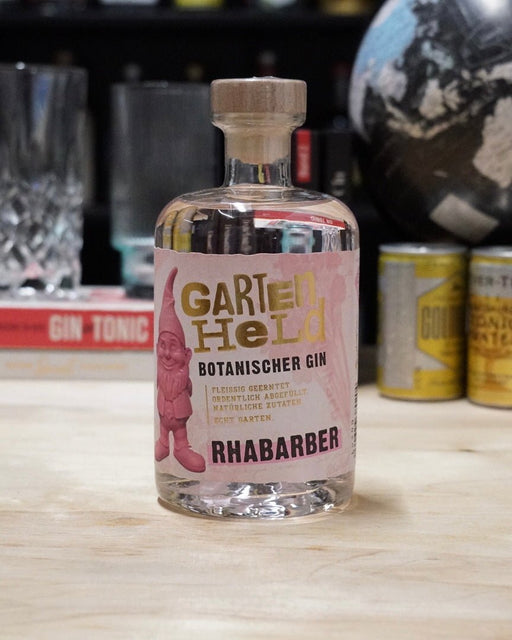 GARTEN
HELD
BOTANISCHER GIN
FLEISSIG GEERNTET
ORDENTLICH ABGEFÜLLT
NATÜRLICHE ZUTATEN
ECHT GARTEN.
RHABARBER
GIN TONIC